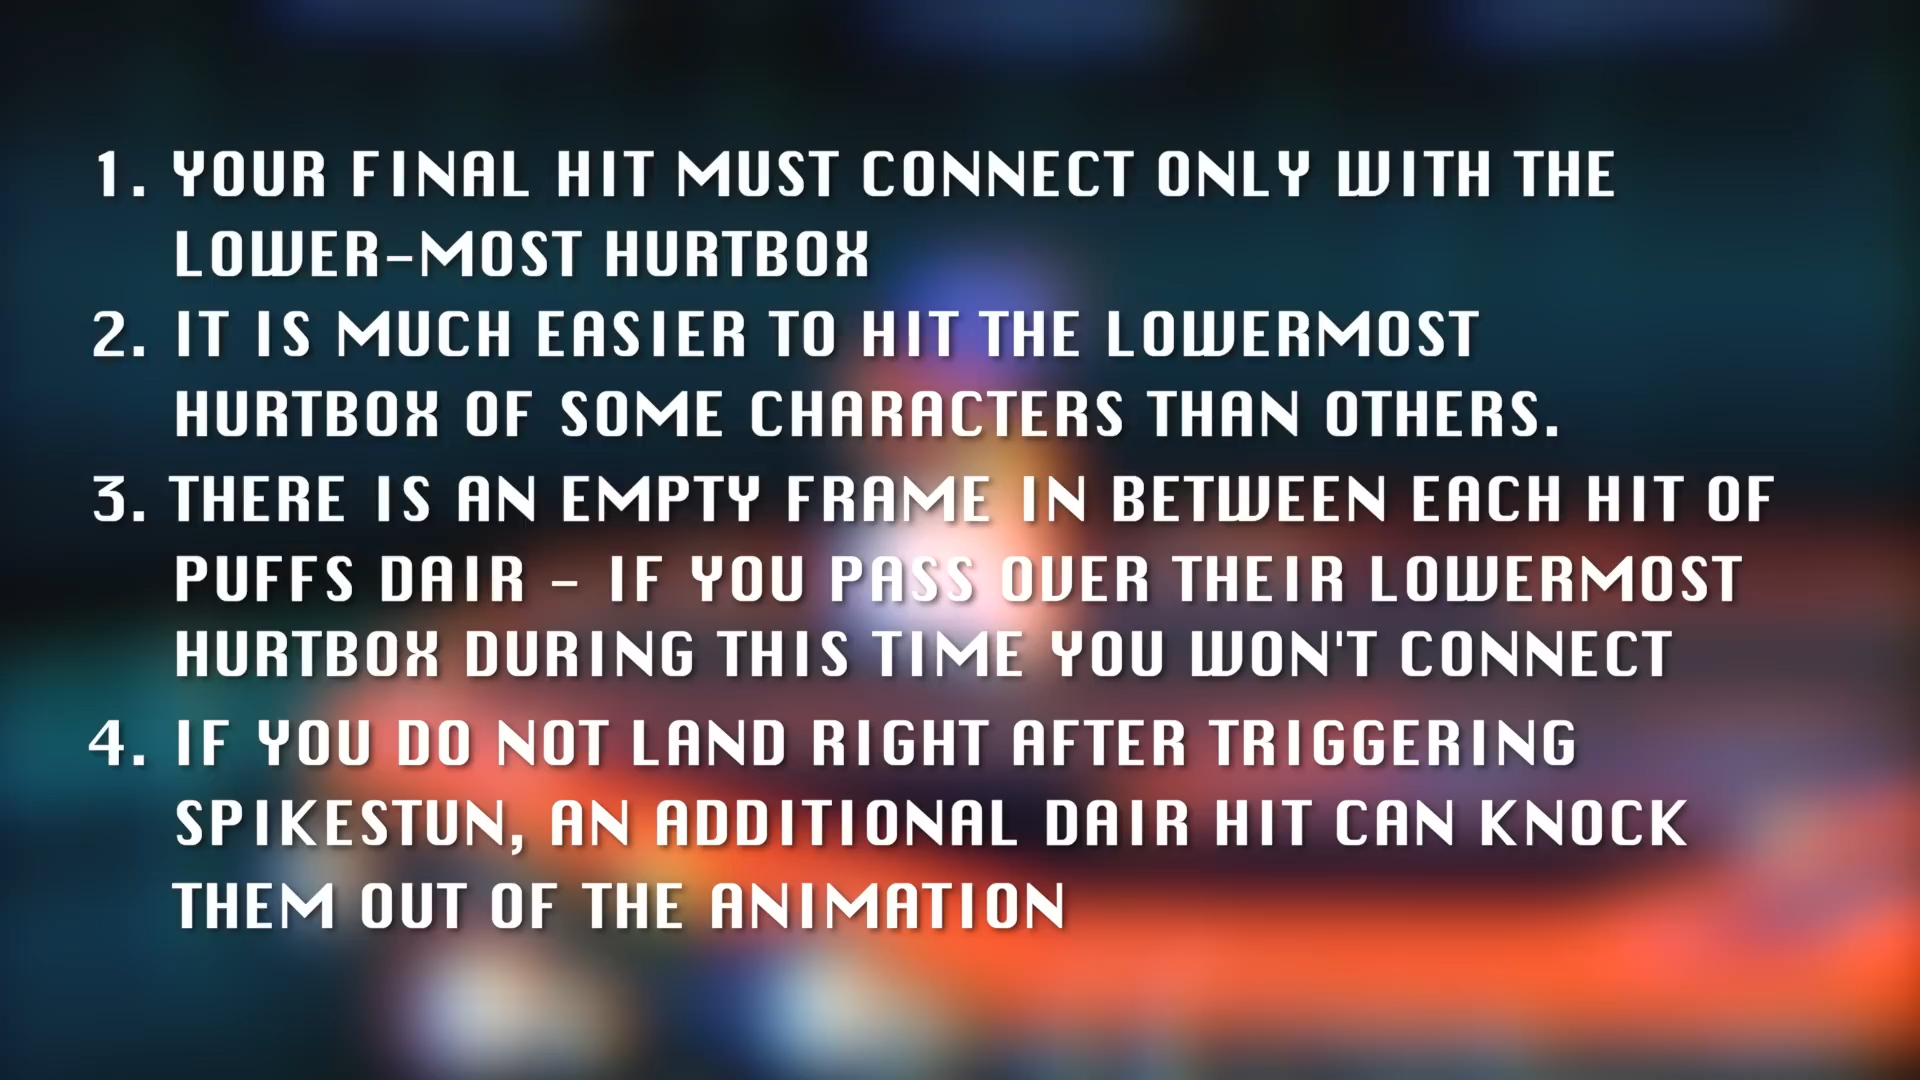 1. YOUR FINAL HIT MUST CONNECT ONLY WITH THE
LOWER-MOST HURTBOX
2. IT IS MUCH EASIER TO HIT THE LOWERMOST
HURTBOX OF SOME CHARACTERS THAN OTHERS.
3. THERE IS AN EMPTY FRAME IN BETWEEN EACH HIT OF
PUFFS DAIR - IF YOU PASS OVER THEIR LOWERMOST
HURTBOX DURING THIS TIME YOU WON'T CONNECT
4. IF YOU DO NOT LAND RIGHT AFTER TRIGGERING
SPIKESTUN, AN ADDITIONAL DAIR HIT CAN KNOCK
THEM OUT OF THE ANIMATION